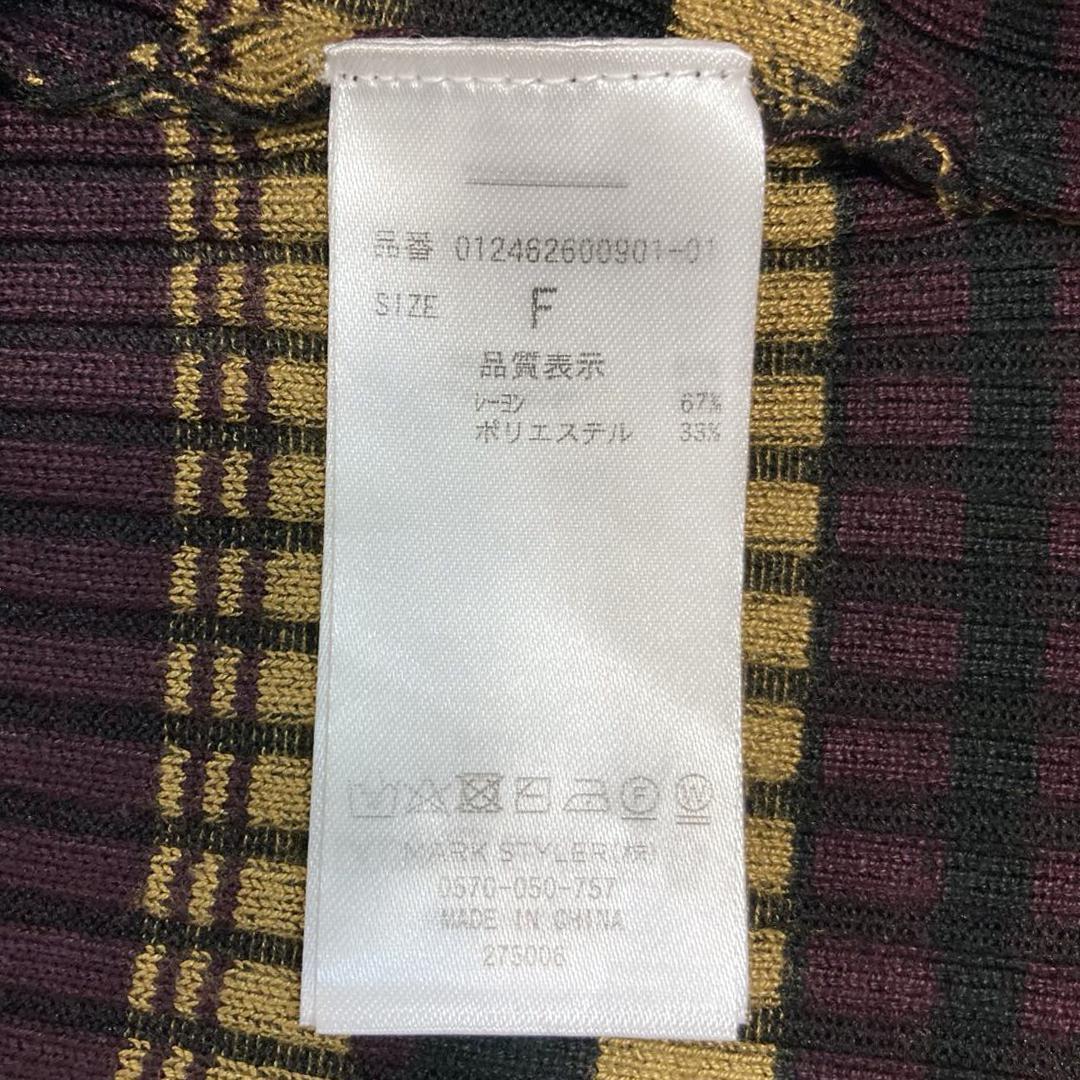 品番 012462600901-01
SIZE F
品質表示
レーヨン 67%
ポリエステル 33%
MARK STYLER(株)
0570-050-757
MADE IN CHINA
275006